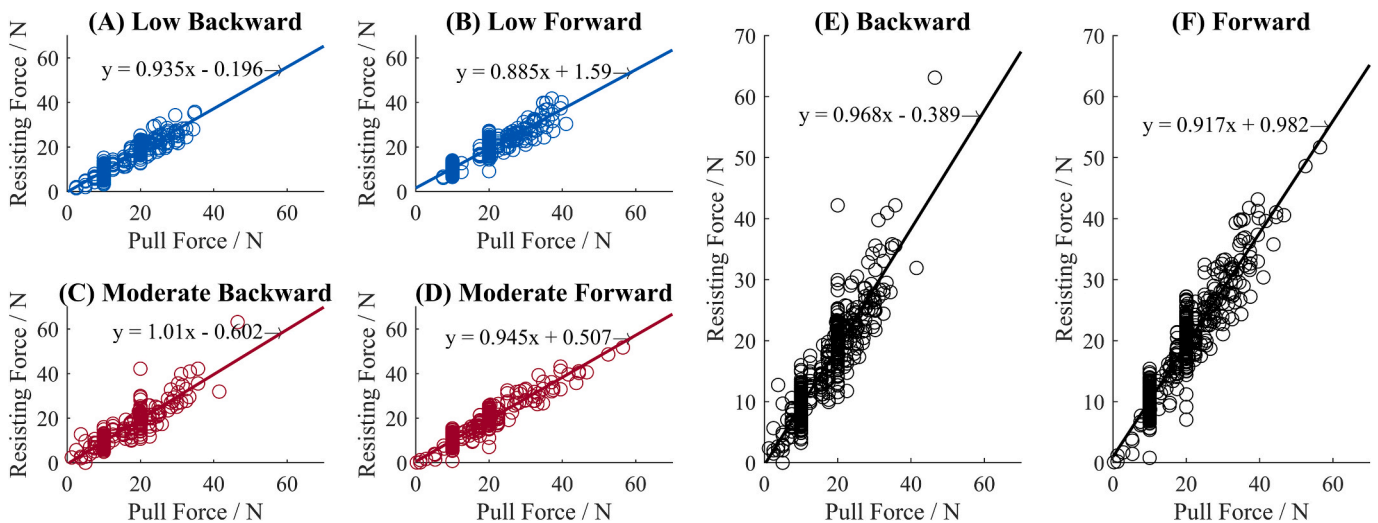 (A) Low Backward
Resisting Force / N
60
40
20
0
y = 0.935x - 0.196
0 20 40 60
Pull Force / N
(B) Low Forward
Resisting Force / N
60
40
20
0
y = 0.885x + 1.59
0 20 40 60
Pull Force / N
(C) Moderate Backward
Resisting Force / N
60
40
20
0
y = 1.01x - 0.602
0 20 40 60
Pull Force / N
(D) Moderate Forward
Resisting Force / N
60
40
20
0
y = 0.945x + 0.507
0 20 40 60
Pull Force / N
(E) Backward
Resisting Force / N
70
60
50
40
30
20
10
0
y = 0.968x - 0.389
0 20 40 60
Pull Force / N
(F) Forward
Resisting Force / N
70
60
50
40
30
20
10
0
y = 0.917x + 0.982
0 20 40 60
Pull Force / N